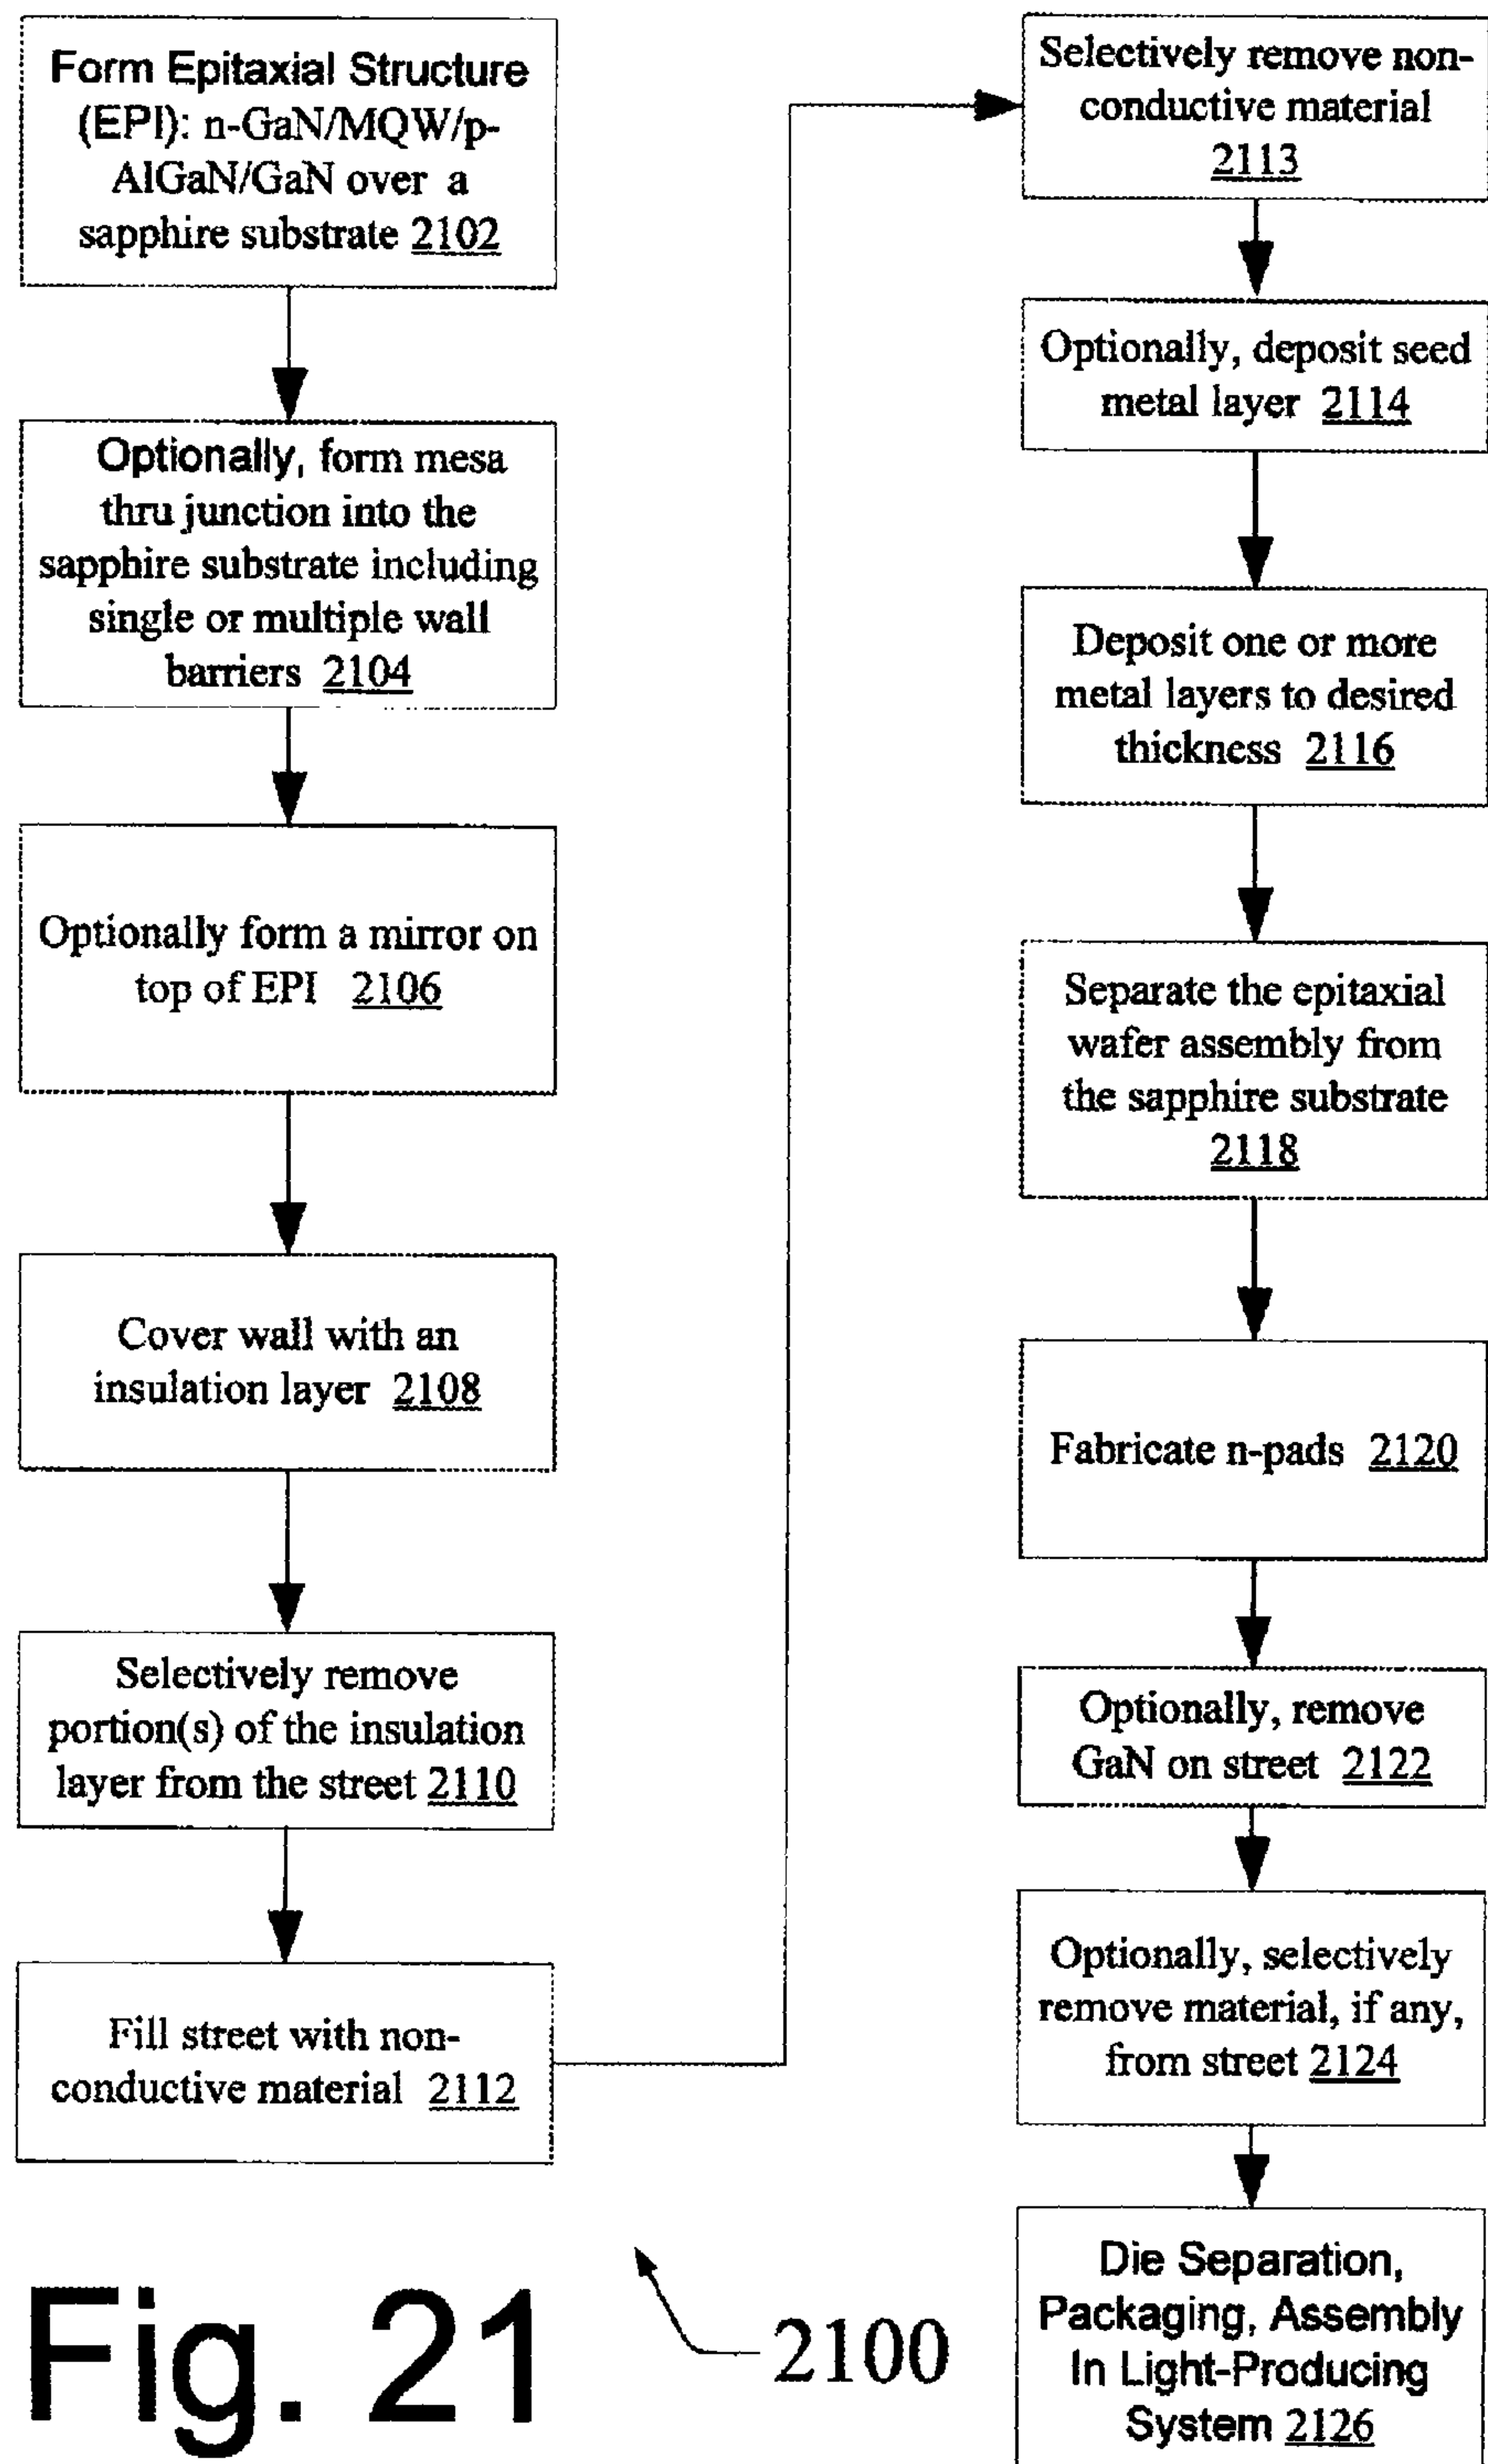 Form Epitaxial Structure
(EPI): n-GaN/MQW/p-
AlGaN/GaN over a
sapphire substrate 2102
Optionally, form mesa
thru junction into the
sapphire substrate including
single or multiple wall
barriers 2104
Optionally form a mirror on
top of EPI 2106
Cover wall with an
insulation layer 2108
Selectively remove
portion(s) of the insulation
layer from the street 2110
Fill street with non-
conductive material 2112
Selectively remove non-
conductive material
2113
Optionally, deposit seed
metal layer 2114
Deposit one or more
metal layers to desired
thickness 2116
Separate the epitaxial
wafer assembly from
the sapphire substrate
2118
Fabricate n-pads 2120
Optionally, remove
GaN on street 2122
Optionally, selectively
remove material, if any,
from street 2124
Die Separation,
Packaging, Assembly
In Light-Producing
System 2126
Fig. 21
2100